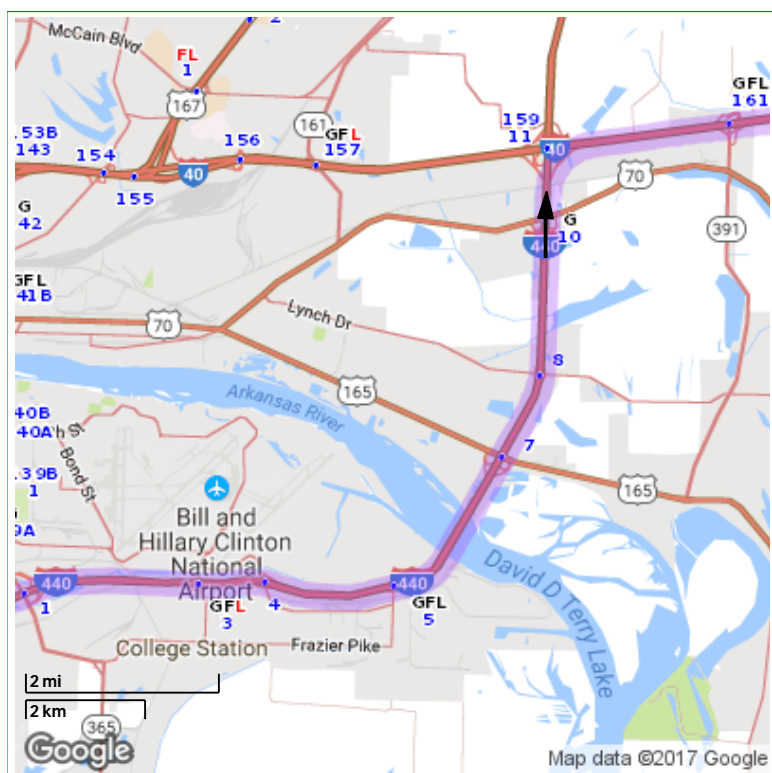 2
McCain Blvd
FL
1
167
161
GFL
157
159
11
GFL
161
153B
143
154
156
155
40
40
70
G
42
G
10
440
391
GFL
41B
Lynch Dr
70
8
165
Arkansas River
40B
40A
h St
7
139B
1
Bond St
165
9A
Bill and
Hillary Clinton
National
Airport
440
1
GFL
3
4
440
GFL
5
David D Terry Lake
College Station
Frazier Pike
2 mi
2 km
365
Google
Map data ©2017 Google